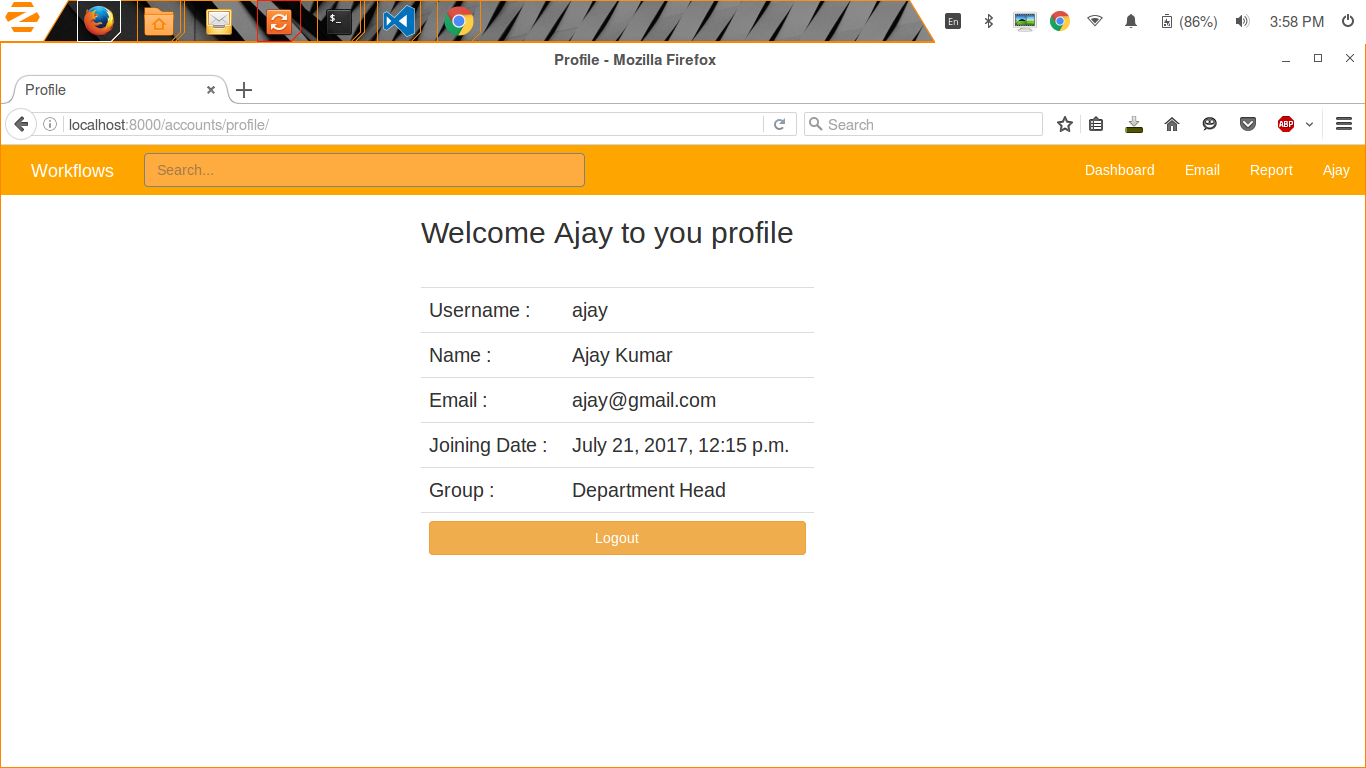 $_
En
(86%)
3:58 PM
Profile - Mozilla Firefox
Profile
localhost:8000/accounts/profile/
Search
ABP
Workflows
Search...
Dashboard Email Report Ajay
Welcome Ajay to you profile
Username : ajay
Name : Ajay Kumar
Email : ajay@gmail.com
Joining Date : July 21, 2017, 12:15 p.m.
Group : Department Head
Logout